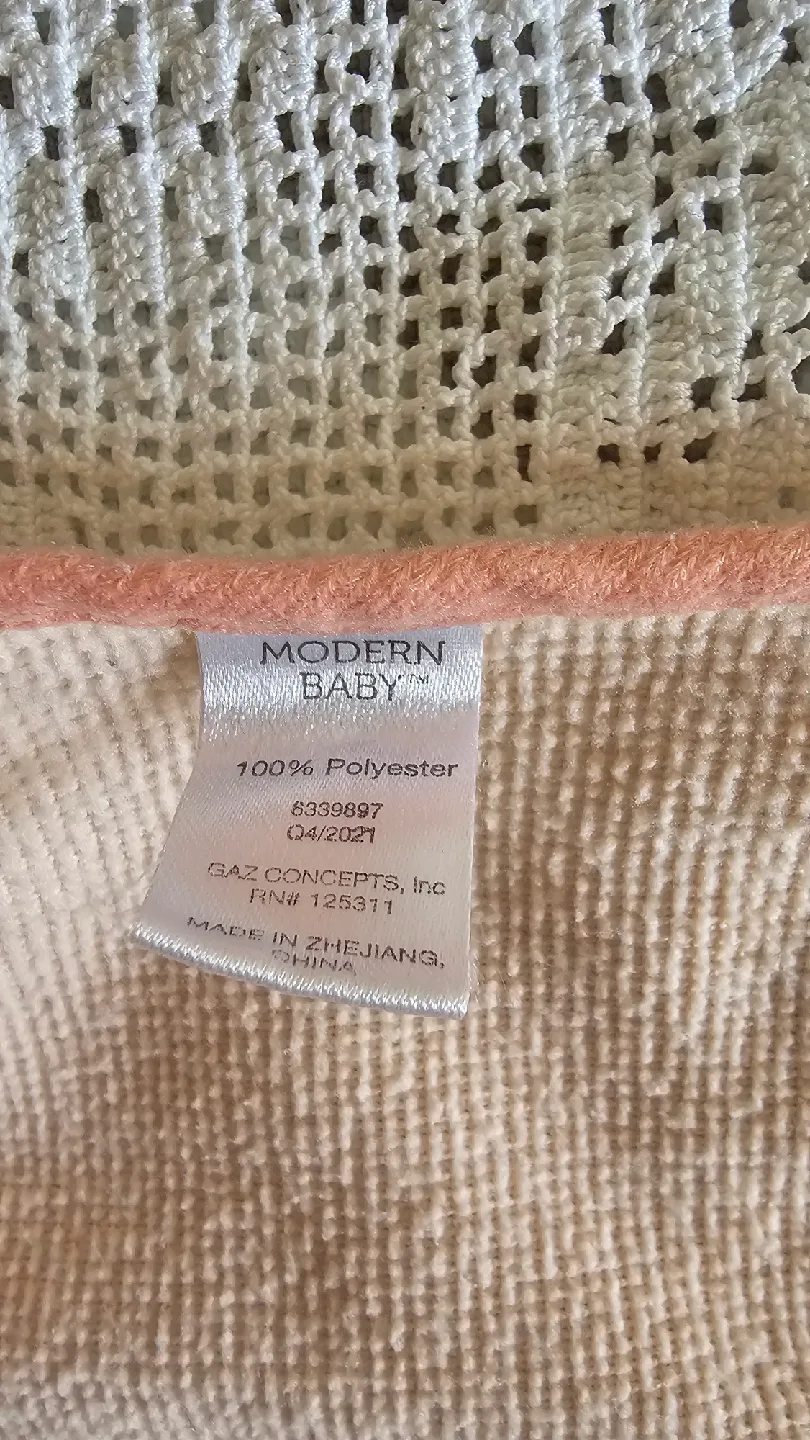 MODERN
BABY™
100% Polyester
6339897
Q4/2021
GAZ CONCEPTS, Inc
RN# 125311
MADE IN ZHEJIANG,
CHINA